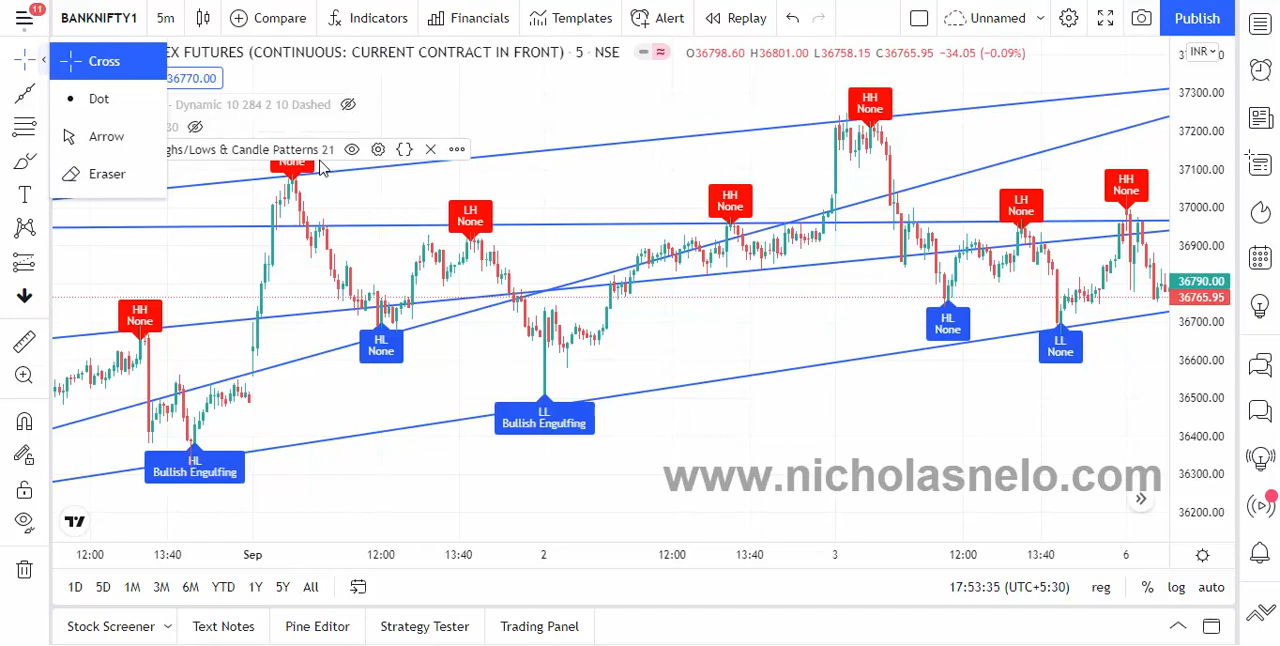 11
BANKNIFTY1
5m
Compare
Indicators
Financials
Templates
Alert
Replay
Unnamed
Publish
Cross
Dot
Arrow
Eraser
EX FUTURES (CONTINUOUS: CURRENT CONTRACT IN FRONT) • 5 • NSE
O36798.60 H36801.00 L36758.15 C36765.95 −34.05 (−0.09%)
INR
36770.00
- Dynamic 10 284 2 10 Dashed
30
ghs/Lows & Candle Patterns 21
None
HH
None
HL
Bullish Engulfing
HL
None
LH
None
LL
Bullish Engulfing
HH
None
HH
None
HL
None
LH
None
LL
None
HH
None
37300.00
37200.00
37100.00
37000.00
36900.00
36790.00
36765.95
36700.00
36600.00
36500.00
36400.00
36300.00
36200.00
www.nicholasnelo.com
12:00 13:40 Sep 12:00 13:40 2 12:00 13:40 3 12:00 13:40 6
1D 5D 1M 3M 6M YTD 1Y 5Y All
17:53:35 (UTC+5:30) reg % log auto
Stock Screener Text Notes Pine Editor Strategy Tester Trading Panel